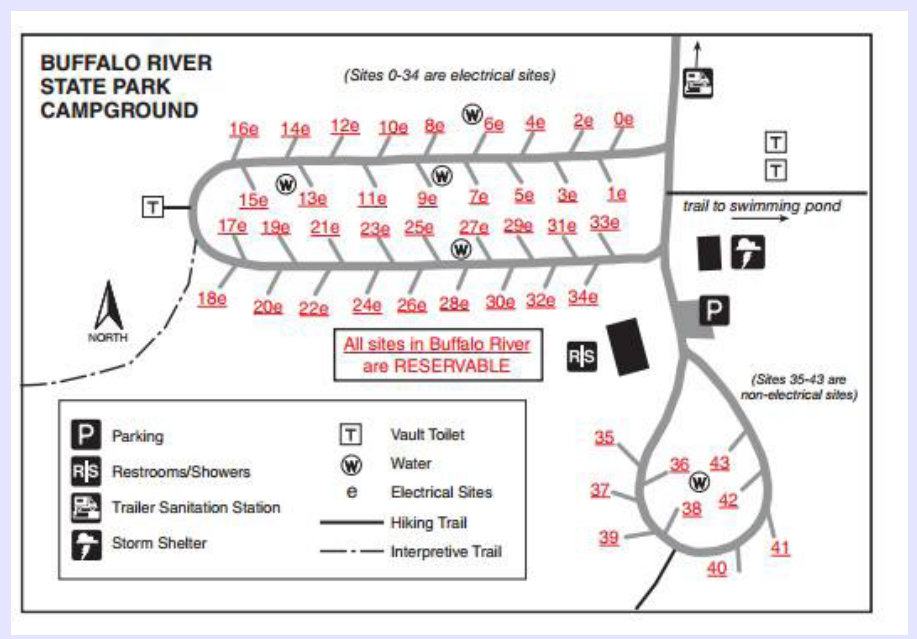 BUFFALO RIVER
STATE PARK
CAMPGROUND
(Sites 0-34 are electrical sites)
16e 14e 12e 10e 8e W 6e 4e 2e 0e
T
T
15e W 13e 11e W 9e 7e 5e 3e 1e
T
trail to swimming pond
17e 19e 21e 23e 25e 27e 29e 31e 33e
W
18e 20e 22e 24e 26e 28e 30e 32e 34e
P
NORTH
All sites in Buffalo River
are RESERVABLE
R|S
(Sites 35-43 are
non-electrical sites)
35
36 43
37 W 42
38
39
41
40
P Parking
R|S Restrooms/Showers
Trailer Sanitation Station
Storm Shelter
T Vault Toilet
W Water
e Electrical Sites
Hiking Trail
Interpretive Trail